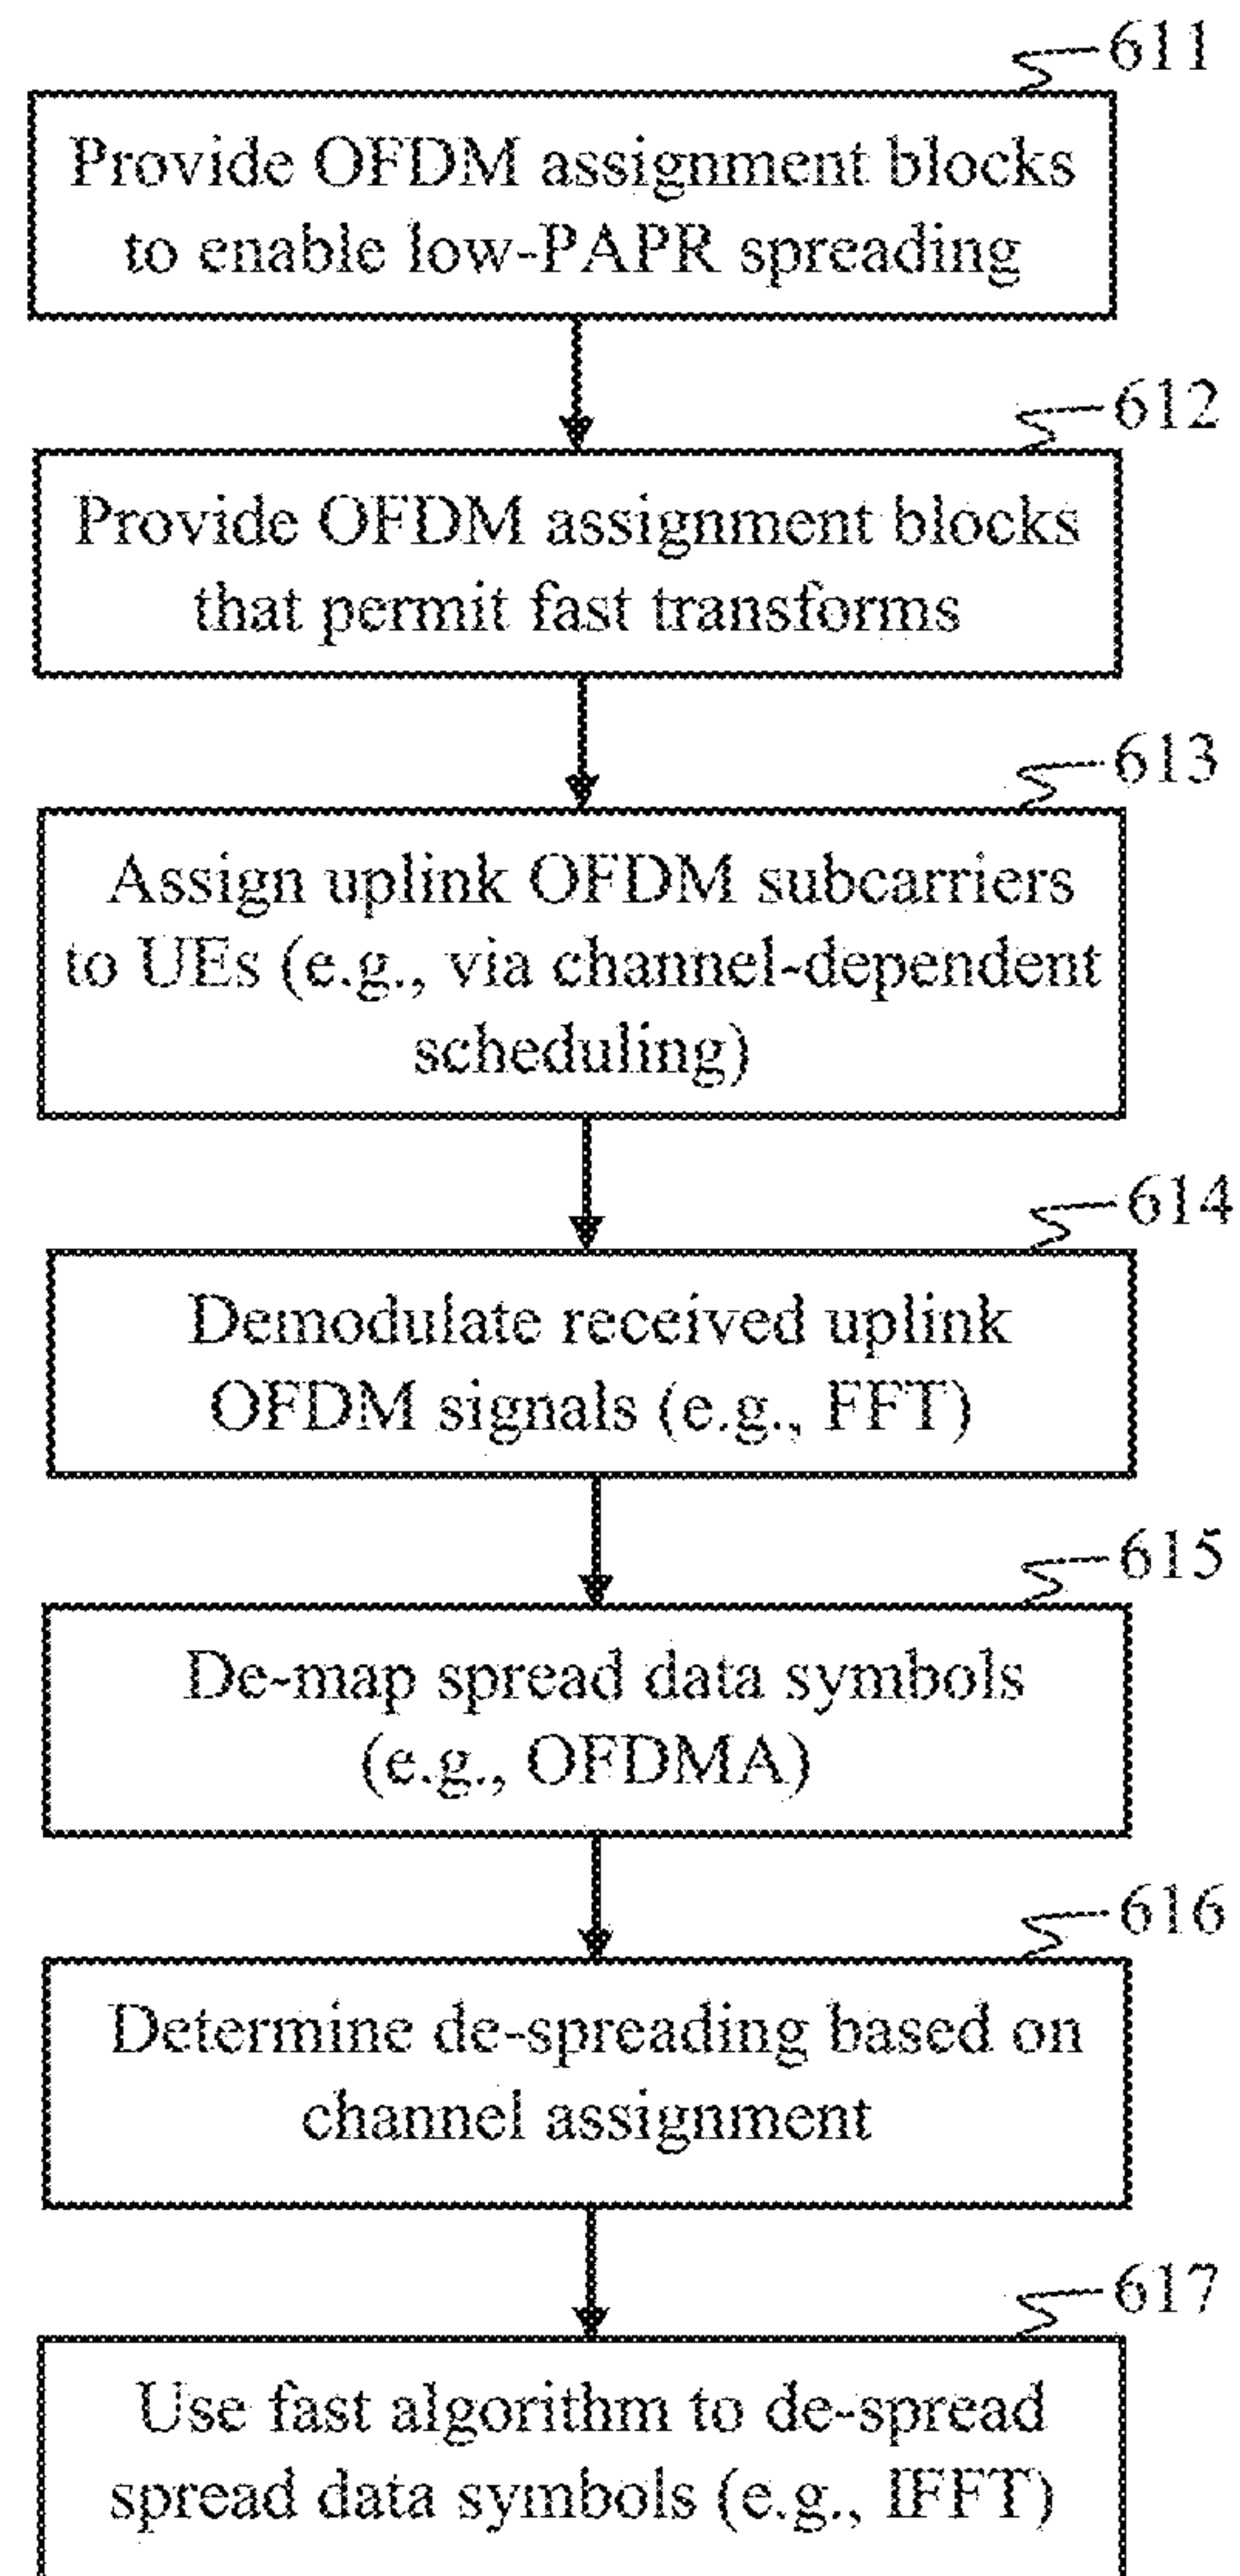 611
Provide OFDM assignment blocks
to enable low-PAPR spreading
612
Provide OFDM assignment blocks
that permit fast transforms
613
Assign uplink OFDM subcarriers
to UEs (e.g., via channel-dependent
scheduling)
614
Demodulate received uplink
OFDM signals (e.g., FFT)
615
De-map spread data symbols
(e.g., OFDMA)
616
Determine de-spreading based on
channel assignment
617
Use fast algorithm to de-spread
spread data symbols (e.g., IFFT)